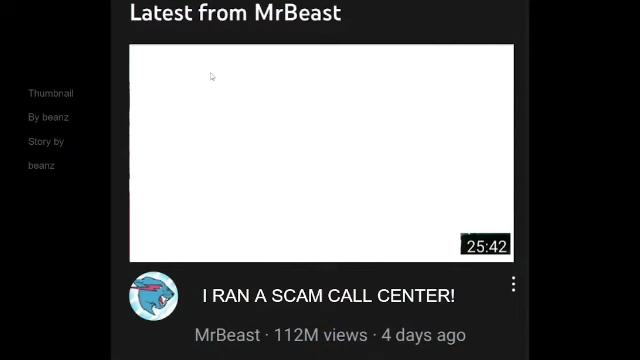 Latest from MrBeast
Thumbnail
By beanz
Story by
beanz
25:42
I RAN A SCAM CALL CENTER!
MrBeast · 112M views · 4 days ago